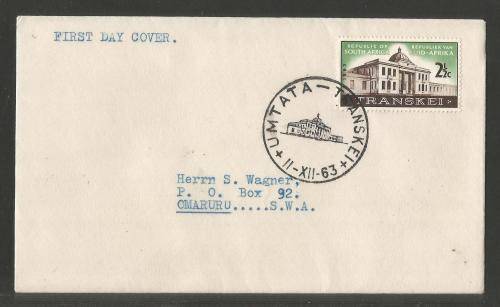 FIRST DAY COVER.
REPUBLIC OF SOUTH AFRICA
REPUBLIEK VAN SUID-AFRIKA
2½c
TRANSKEI
UMTATA — TRANSKEI
11-XII-63
Herrn S. Wagner,
P. O. Box 92.
OMARURU.....S.W.A.